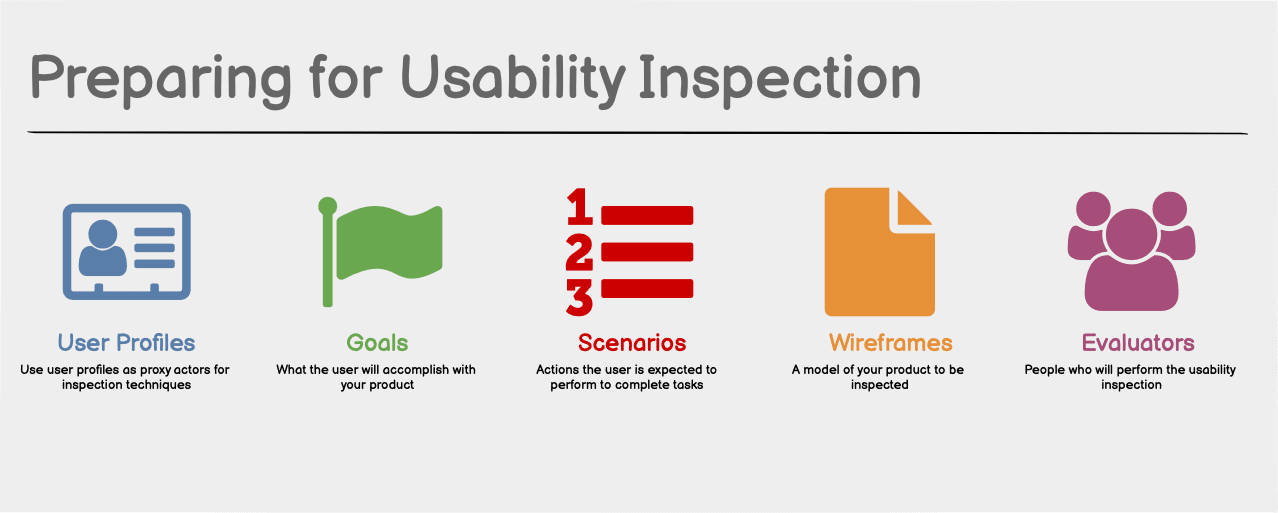 Preparing for Usability Inspection
1
2
3
User Profiles
Use user profiles as proxy actors for
inspection techniques
Goals
What the user will accomplish with
your product
Scenarios
Actions the user is expected to
perform to complete tasks
Wireframes
A model of your product to be
inspected
Evaluators
People who will perform the usability
inspection